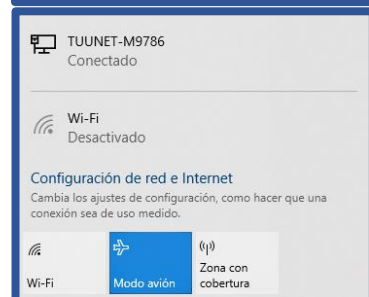 TUUNET-M9786
Conectado
Wi-Fi
Desactivado
Configuración de red e Internet
Cambia los ajustes de configuración, como hacer que una
conexión sea de uso medido.
Wi-Fi
Modo avión
Zona con
cobertura